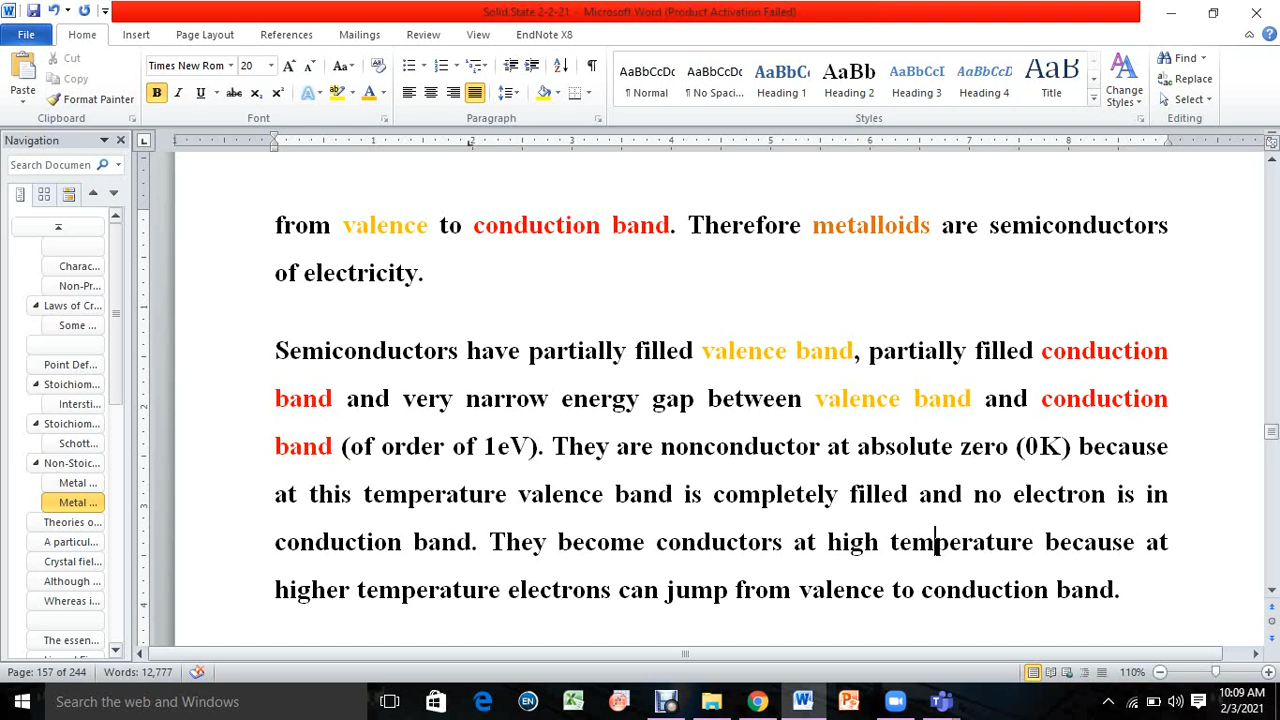 Solid State 2-2-21 - Microsoft Word (Product Activation Failed)
File Home Insert Page Layout References Mailings Review View EndNote X8
Paste
Cut
Copy
Format Painter
Clipboard
Times New Rom 20
Font
Paragraph
AaBbCcDc AaBbCcDc AaBbCcI AaBb AaBbCcI AaBbCcD AaB
¶ Normal ¶ No Spaci... Heading 1 Heading 2 Heading 3 Heading 4 Title
Change
Styles
Styles
Find
Replace
Select
Editing
Navigation
Search Documen
Charac...
Non-Pr...
Laws of Cr...
Some ...
Point Def...
Stoichiom...
Intersti...
Stoichiom...
Schott...
Non-Stoic...
Metal ...
Metal ...
Theories o...
A particul...
Crystal fiel...
Although ...
Whereas i...
The essen...
from valence to conduction band. Therefore metalloids are semiconductors
of electricity.
Semiconductors have partially filled valence band, partially filled conduction
band and very narrow energy gap between valence band and conduction
band (of order of 1eV). They are nonconductor at absolute zero (0K) because
at this temperature valence band is completely filled and no electron is in
conduction band. They become conductors at high temperature because at
higher temperature electrons can jump from valence to conduction band.
Page: 157 of 244 Words: 12,777 110%
Search the web and Windows
10:09 AM
2/3/2021